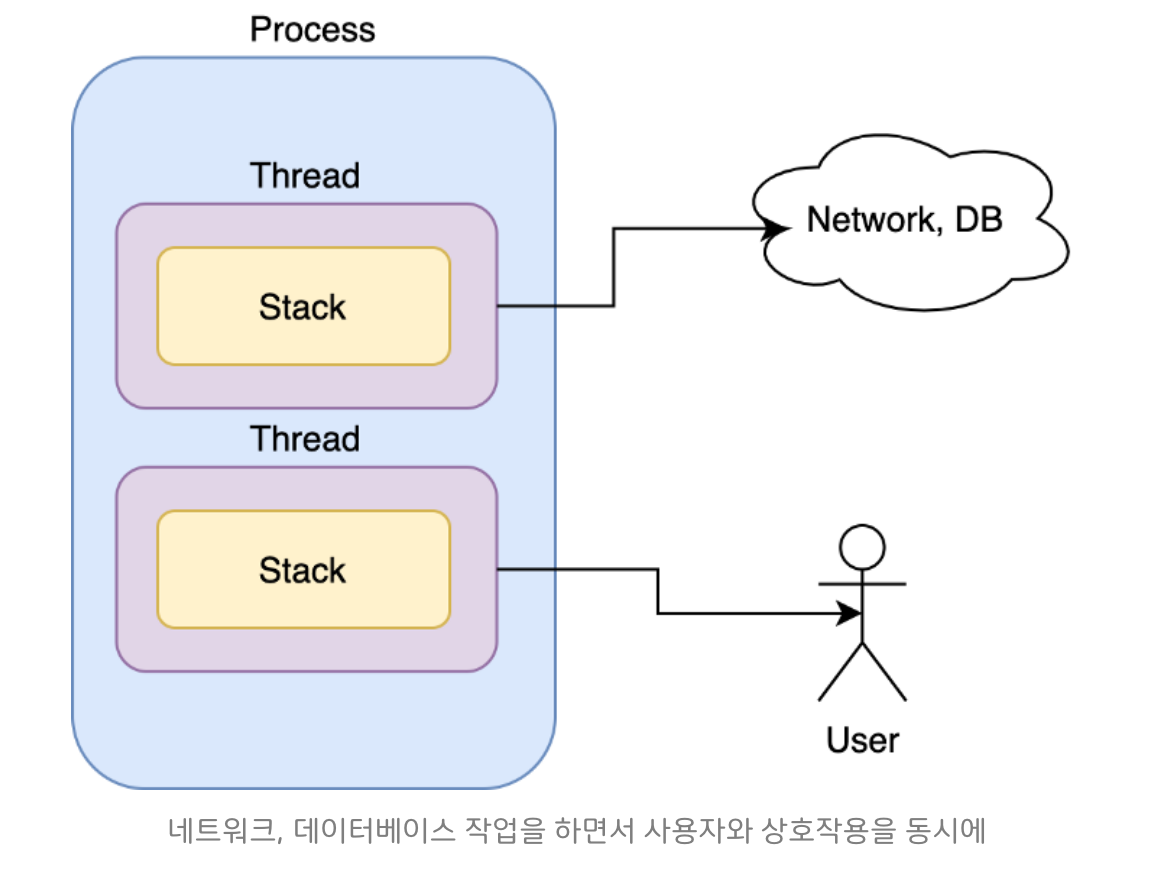 Process
Thread
Stack
Network, DB
Thread
Stack
User
네트워크, 데이터베이스 작업을 하면서 사용자와 상호작용을 동시에